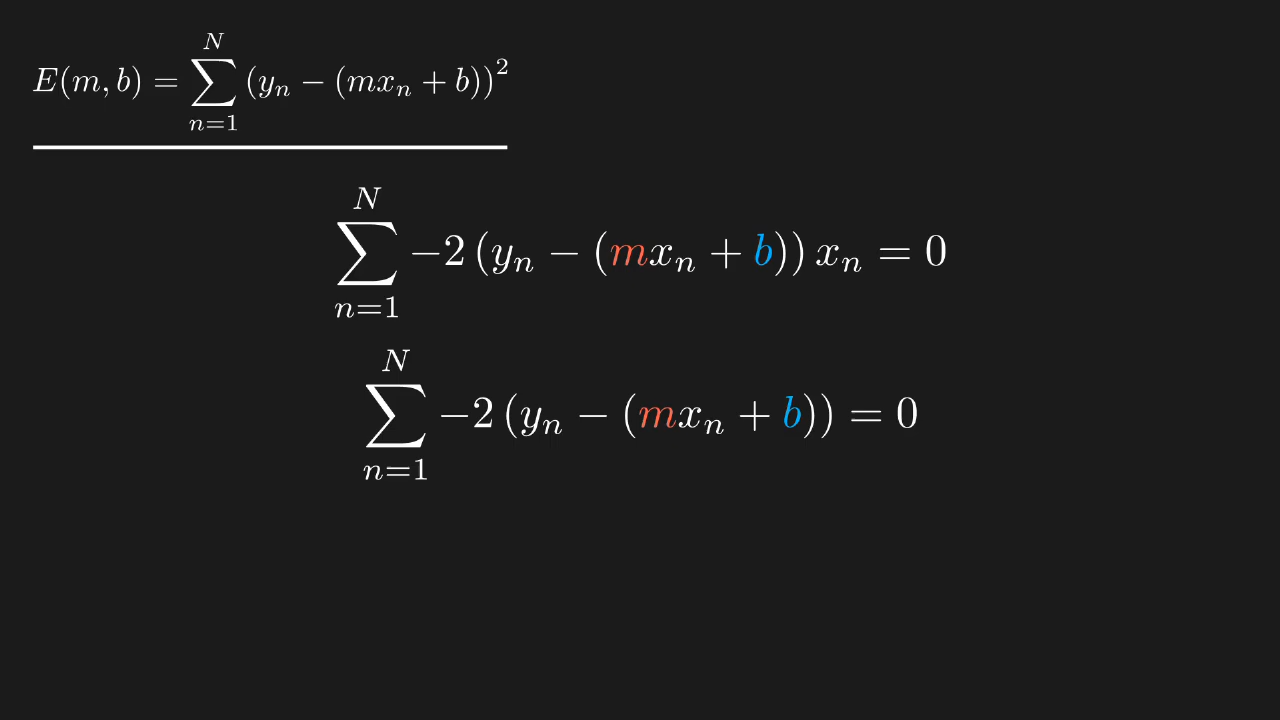 E(m, b) = \sum_{n=1}^{N} (y_n − (mx_n + b))^2
\sum_{n=1}^{N} −2 (y_n − (mx_n + b)) x_n = 0
\sum_{n=1}^{N} −2 (y_n − (mx_n + b)) = 0